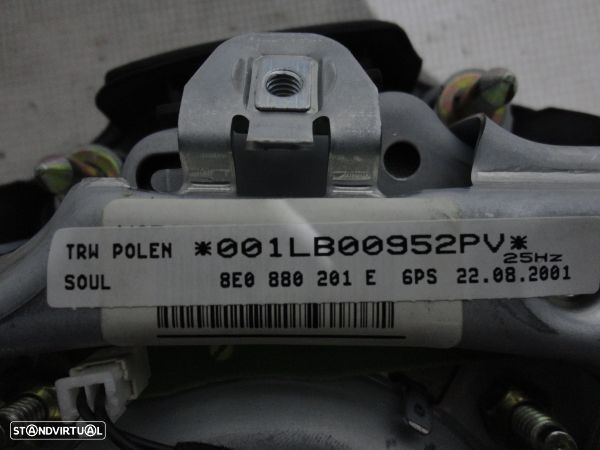 TRW POLEN *001LB00952PV*
25Hz
SOUL 8E0 880 201 E 6PS 22.08.2001
STANDVIRTUAL